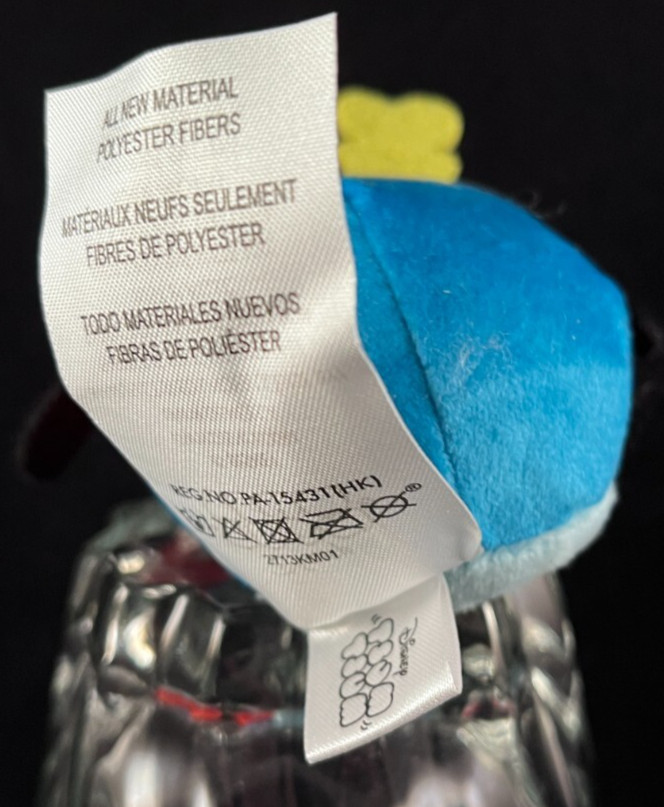 ALL NEW MATERIAL
POLYESTER FIBERS
MATÉRIAUX NEUFS SEULEMENT
FIBRES DE POLYESTER
TODO MATERIALES NUEVOS
FIBRAS DE POLIÉSTER
REG NO.PA-15431(HK)
2713KM01
Disney